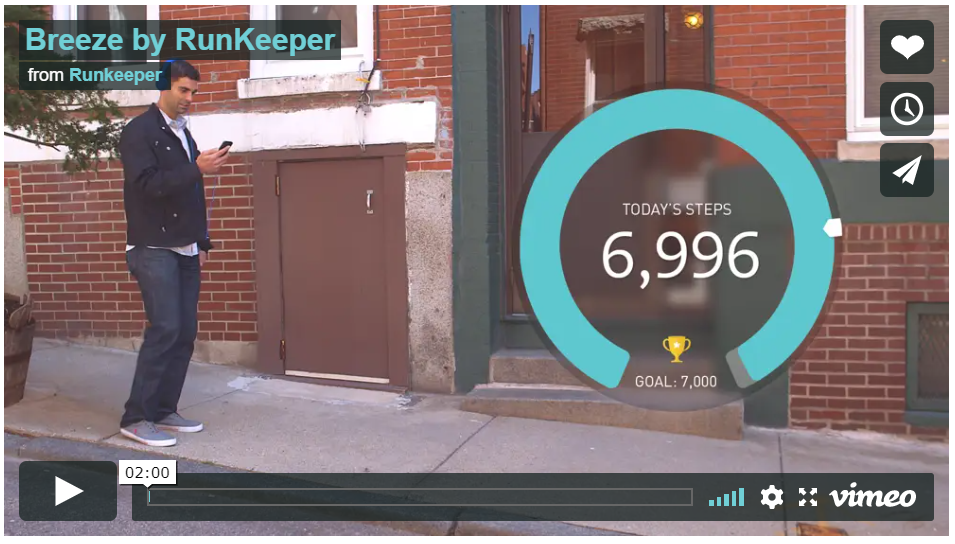 Breeze by RunKeeper
from Runkeeper
TODAY'S STEPS
6,996
GOAL: 7,000
02:00
vimeo